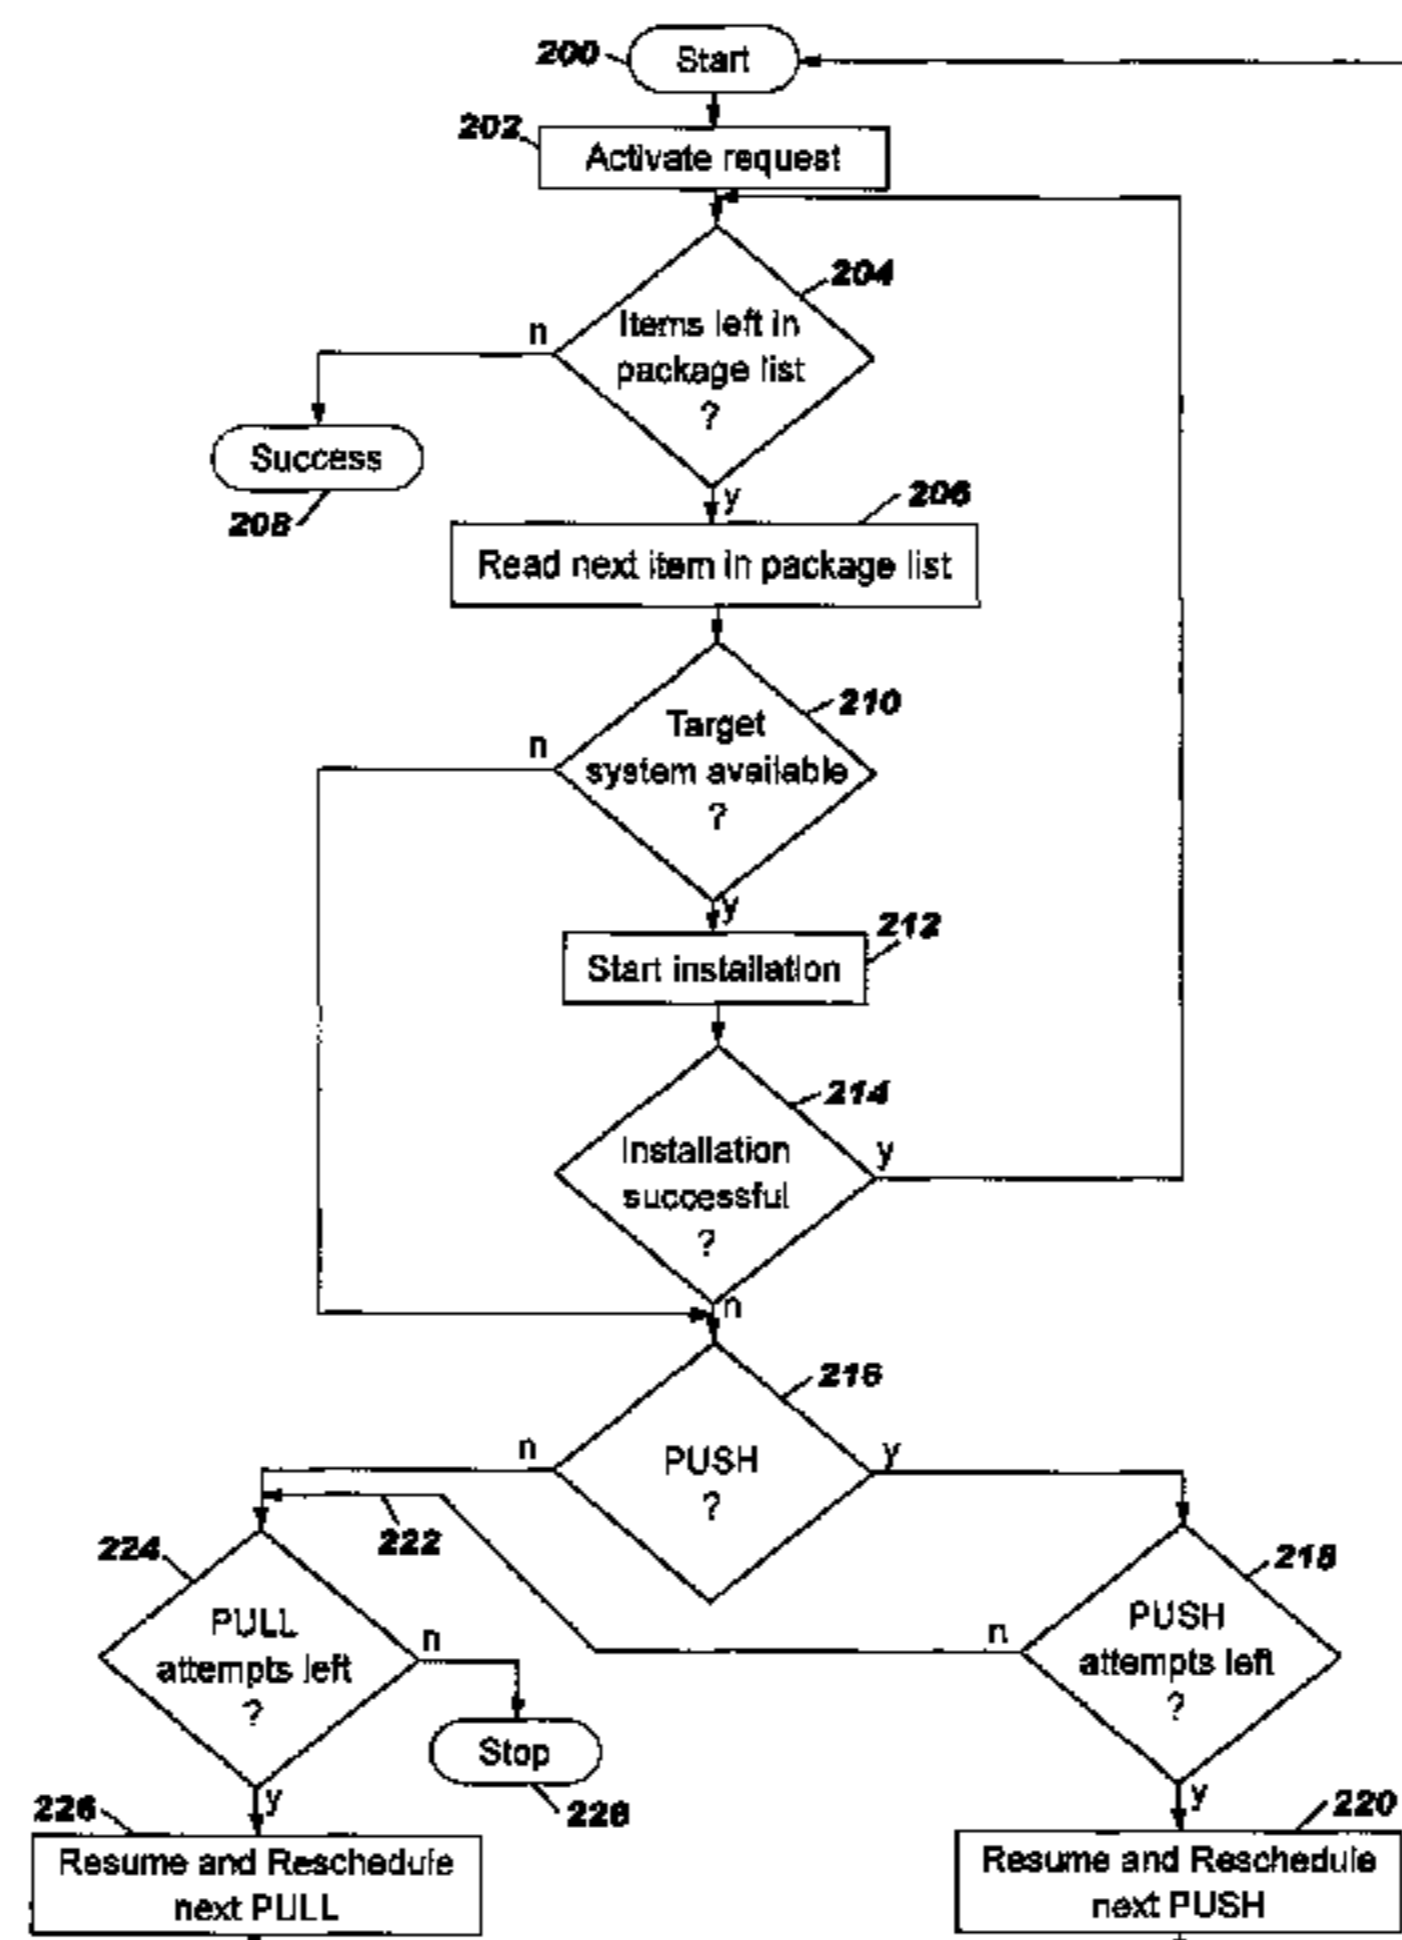 200
Start
202
Activate request
204
Items left in
package list
?
n
Success
208
y
206
Read next item in package list
210
Target
system available
?
n
y
212
Start installation
214
Installation
successful
?
y
n
216
PUSH
?
n
y
222
224
PULL
attempts left
?
n
218
PUSH
attempts left
?
n
Stop
228
y
226
Resume and Reschedule
next PULL
y
220
Resume and Reschedule
next PUSH